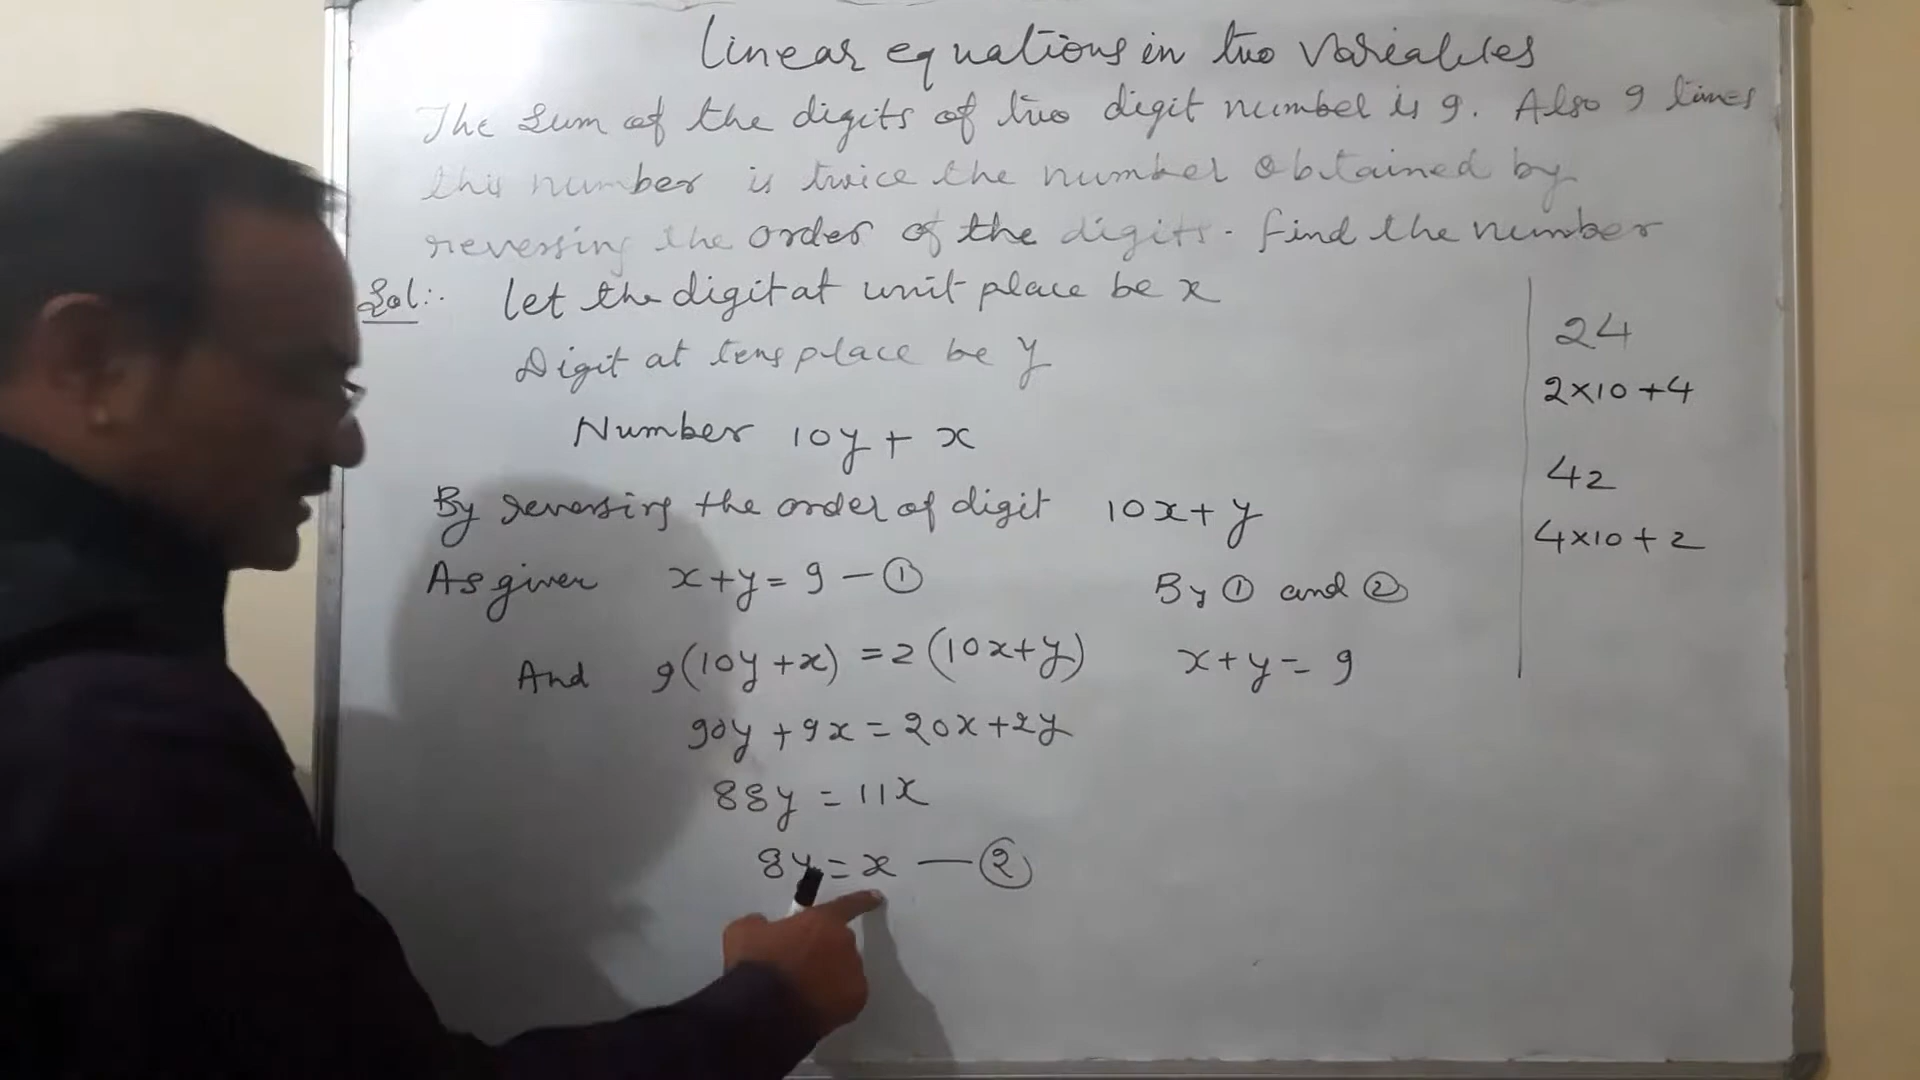 Linear equations in two variables
The Sum of the digits of two digit number is 9. Also 9 times
this number is twice the number obtained by
reversing the order of the digits. Find the number
Sol:. let the digit at unit place be x
Digit at tens place be y
Number 10y + x
By reversing the order of digit 10x+y
As given x+y= 9 — ①
And 9(10y+x) = 2(10x+y)
90y + 9x = 20x+2y
88y = 11x
8y = x — ②
By ① and ②
x+y= 9
24
2×10+4
42
4×10+2